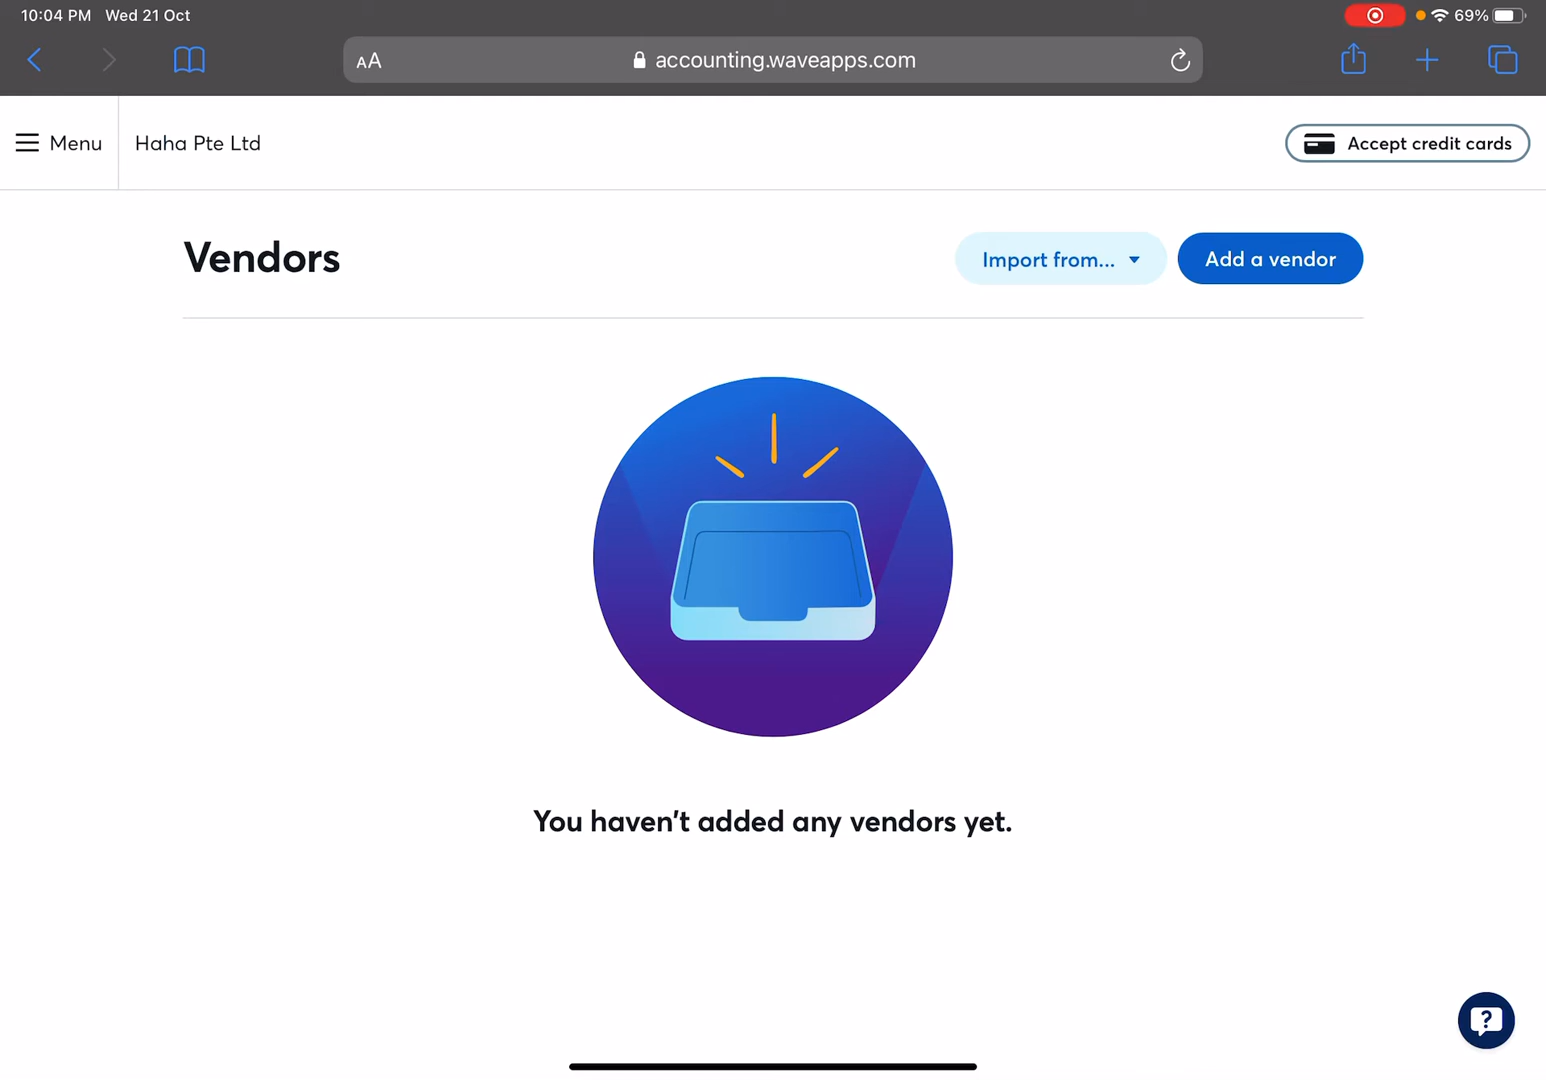 10:04 PM Wed 21 Oct
69%
AA
accounting.waveapps.com
Menu
Haha Pte Ltd
Accept credit cards
Vendors
Import from...
Add a vendor
You haven't added any vendors yet.
?